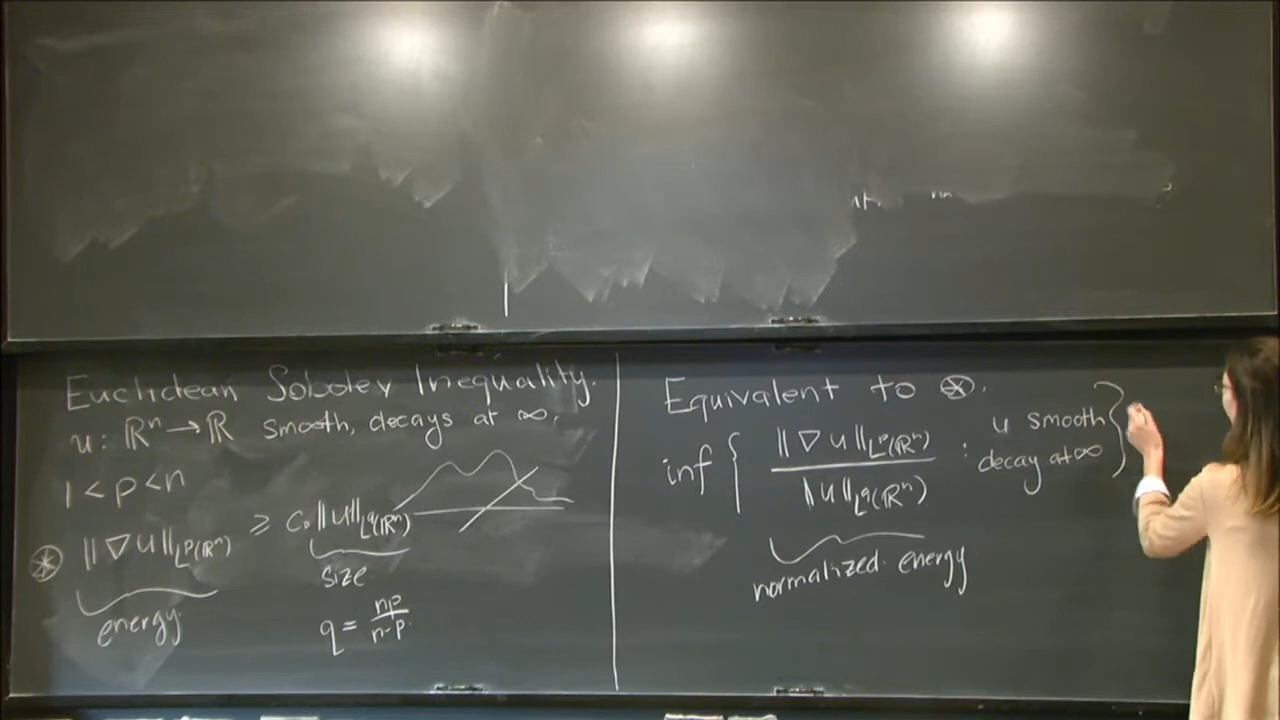 Euclidean Sobolev Inequality.
u: ℝⁿ → ℝ smooth, decays at ∞.
1 < p < n
⊛ ‖∇u‖_{L^p(ℝⁿ)} ≥ C₀ ‖u‖_{L^q(ℝⁿ)}
energy
size
q = np/(n-p).
Equivalent to ⊛.
inf { ‖∇u‖_{L^p(ℝⁿ)} / ‖u‖_{L^q(ℝⁿ)} : u smooth decay at ∞ }
normalized energy